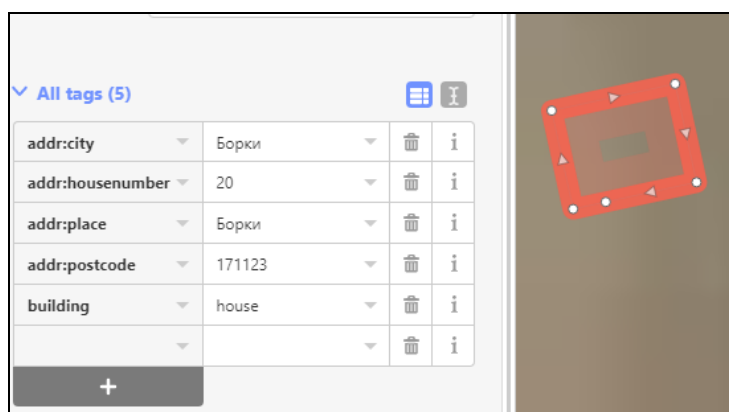 All tags (5)
addr:city Борки i
addr:housenumber 20 i
addr:place Борки i
addr:postcode 171123 i
building house i
i
+